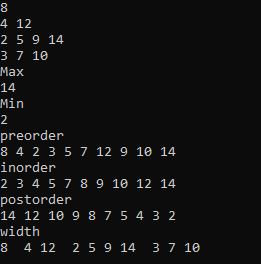 8
4 12
2 5 9 14
3 7 10
Max
14
Min
2
preorder
8 4 2 3 5 7 12 9 10 14
inorder
2 3 4 5 7 8 9 10 12 14
postorder
14 12 10 9 8 7 5 4 3 2
width
8  4 12  2 5 9 14  3 7 10